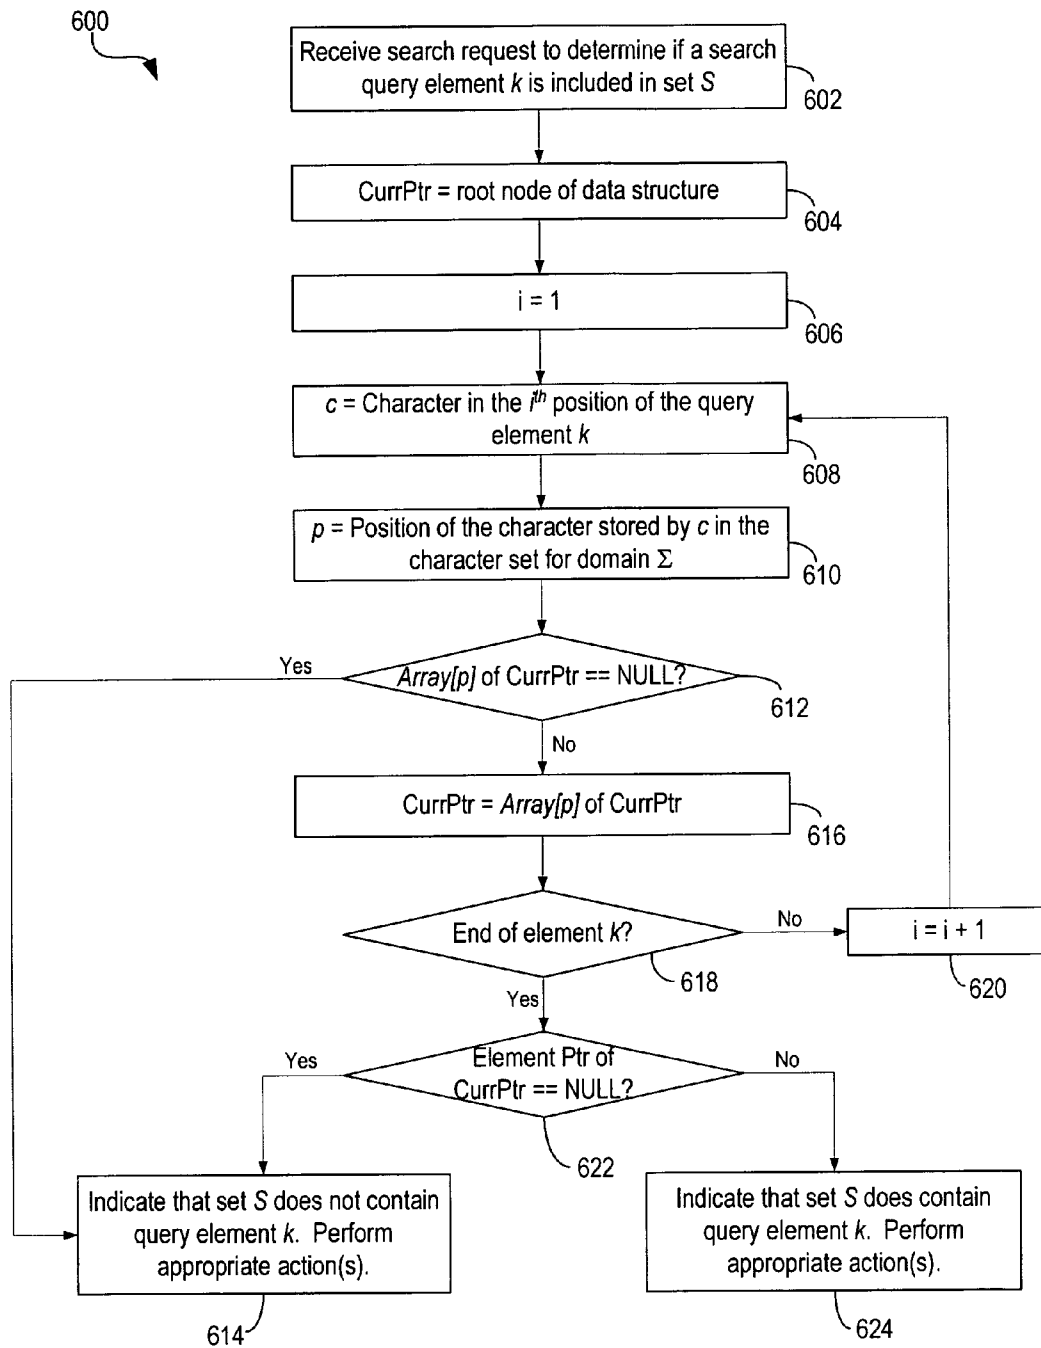 600
Receive search request to determine if a search
query element k is included in set S
602
CurrPtr = root node of data structure
604
i = 1
606
c = Character in the ith position of the query
element k
608
p = Position of the character stored by c in the
character set for domain Σ
610
Yes
Array[p] of CurrPtr == NULL?
612
No
CurrPtr = Array[p] of CurrPtr
616
End of element k?
No
i = i + 1
618
620
Yes
Yes
Element Ptr of
CurrPtr == NULL?
No
622
Indicate that set S does not contain
query element k. Perform
appropriate action(s).
614
Indicate that set S does contain
query element k. Perform
appropriate action(s).
624